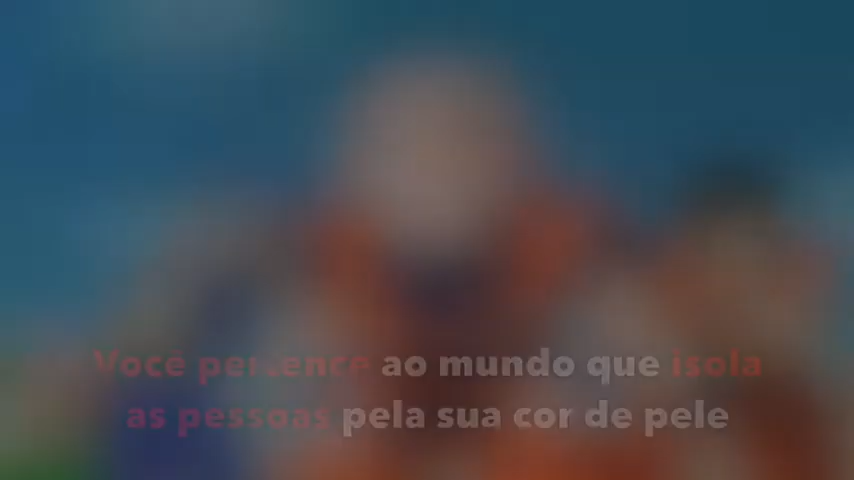 Você pertence ao mundo que isola
as pessoas pela sua cor de pele